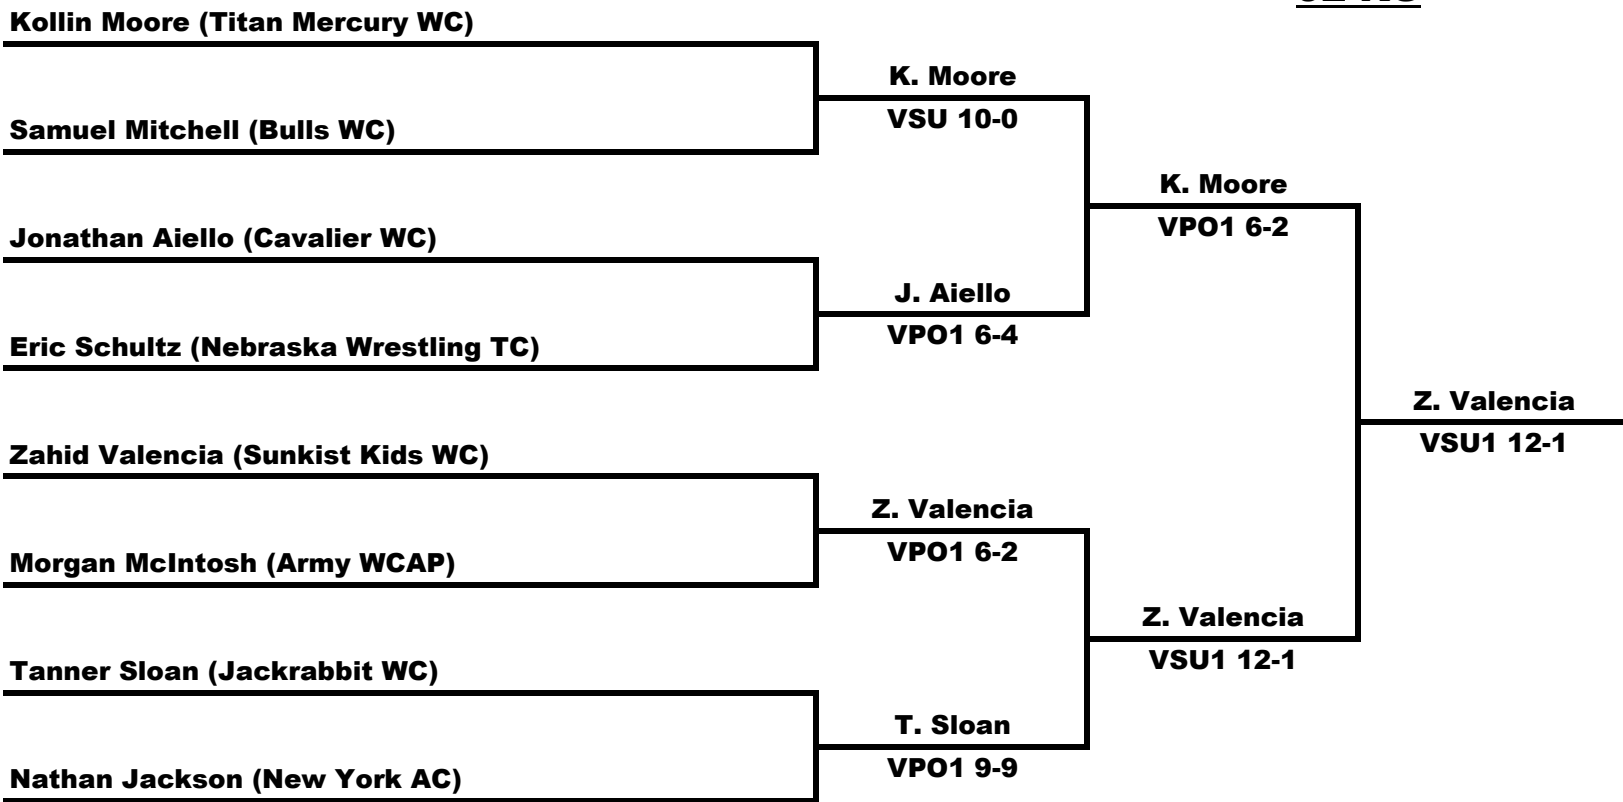 Kollin Moore (Titan Mercury WC)
K. Moore
VSU 10-0
Samuel Mitchell (Bulls WC)
K. Moore
VPO1 6-2
Jonathan Aiello (Cavalier WC)
J. Aiello
VPO1 6-4
Eric Schultz (Nebraska Wrestling TC)
Z. Valencia
VSU1 12-1
Zahid Valencia (Sunkist Kids WC)
Z. Valencia
VPO1 6-2
Morgan McIntosh (Army WCAP)
Z. Valencia
VSU1 12-1
Tanner Sloan (Jackrabbit WC)
T. Sloan
VPO1 9-9
Nathan Jackson (New York AC)